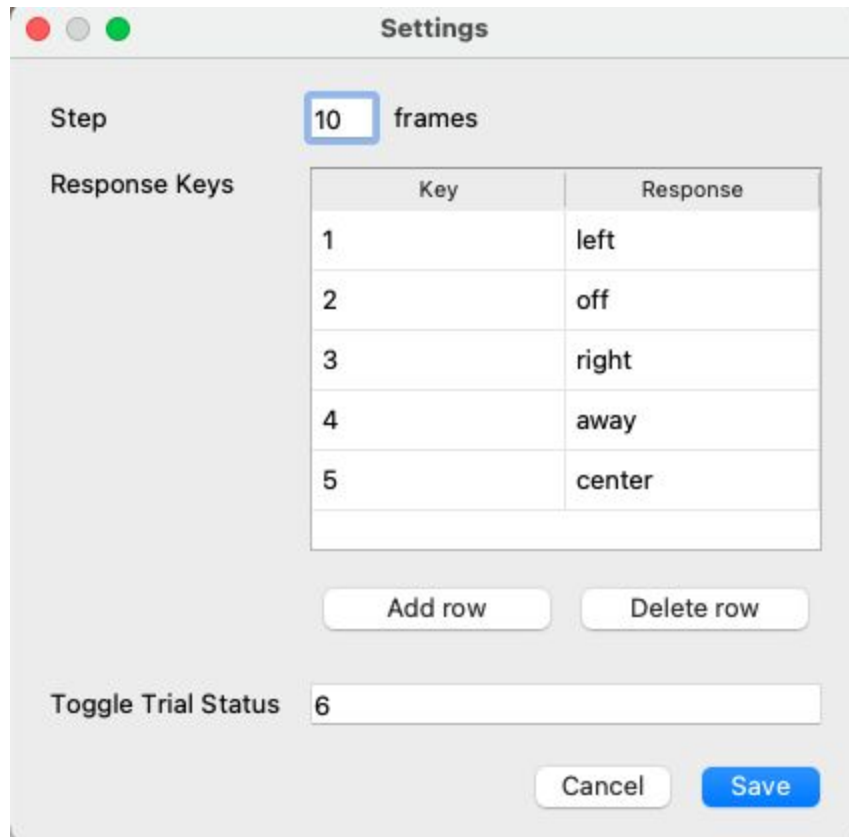 Settings
Step 10 frames
Response Keys
Key Response
1 left
2 off
3 right
4 away
5 center
Add row Delete row
Toggle Trial Status 6
Cancel Save